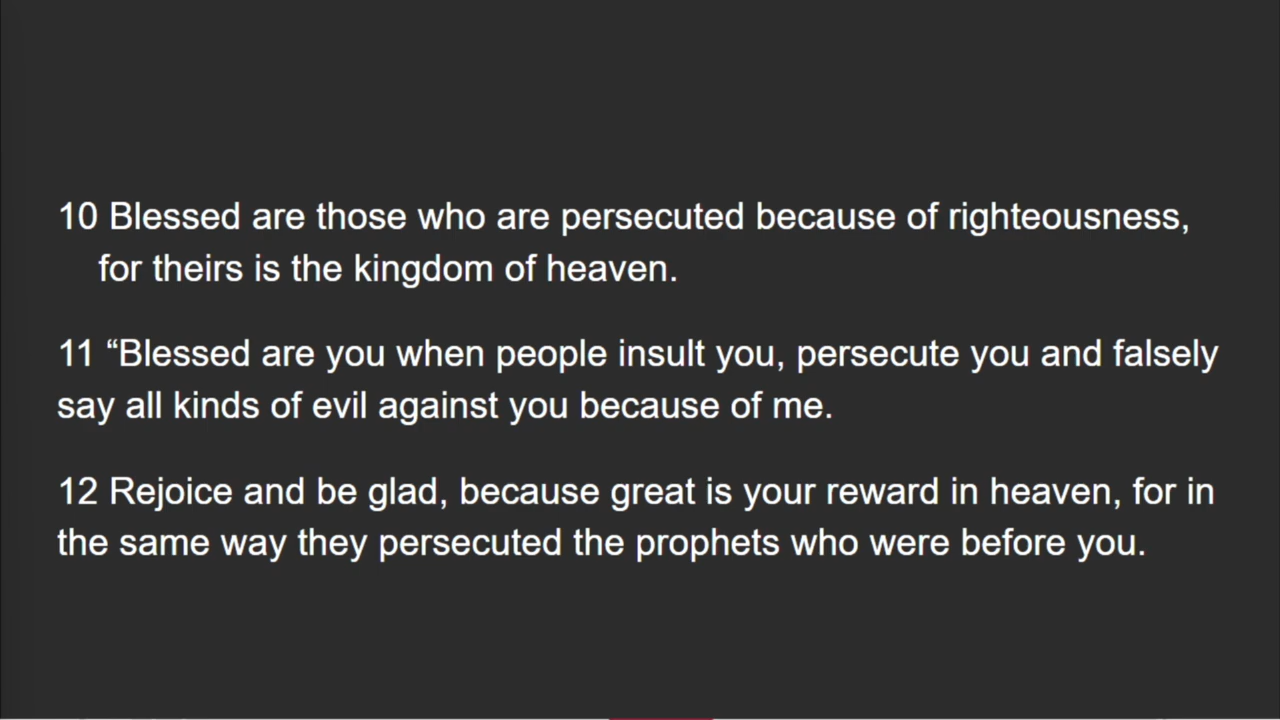 10 Blessed are those who are persecuted because of righteousness,
for theirs is the kingdom of heaven.
11 “Blessed are you when people insult you, persecute you and falsely
say all kinds of evil against you because of me.
12 Rejoice and be glad, because great is your reward in heaven, for in
the same way they persecuted the prophets who were before you.